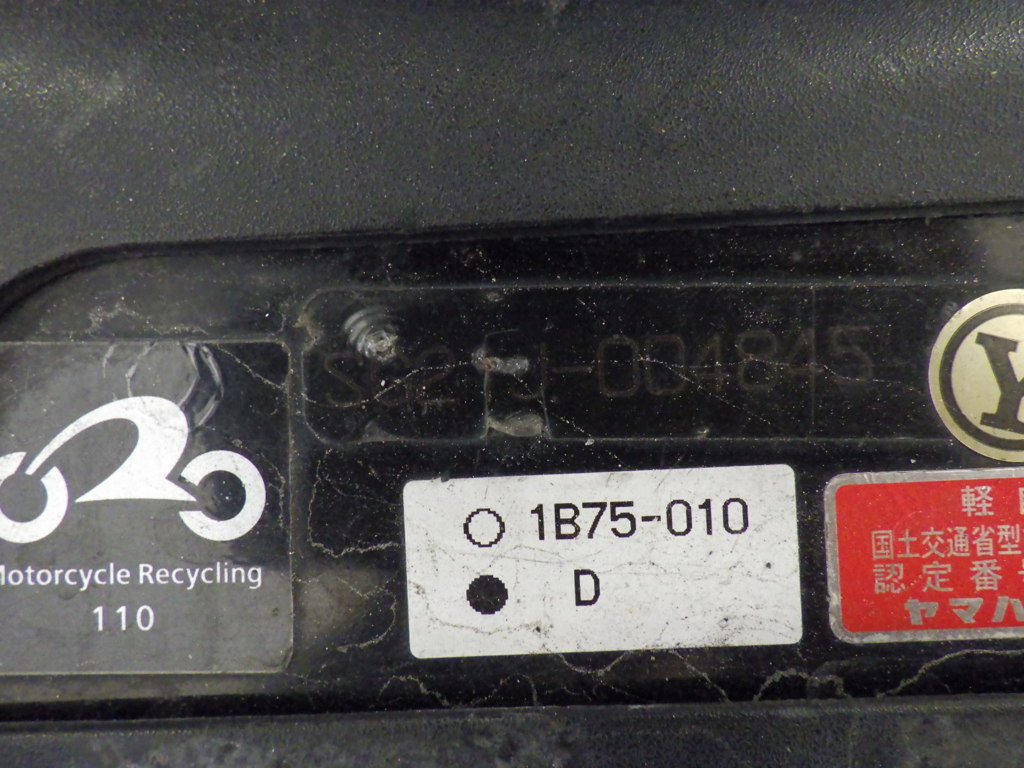 -004845
Y
1B75-010
D
Motorcycle Recycling
110
軽
国土交通省型
認定番
ヤマハ